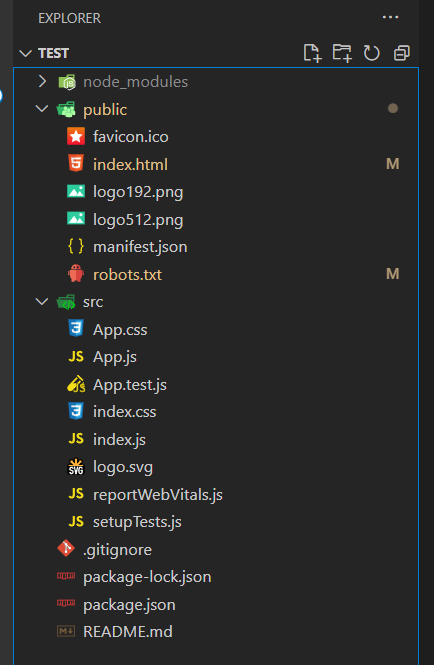 EXPLORER
TEST
node_modules
public
favicon.ico
index.html M
logo192.png
logo512.png
manifest.json
robots.txt M
src
App.css
JS App.js
App.test.js
index.css
JS index.js
SVG logo.svg
JS reportWebVitals.js
JS setupTests.js
.gitignore
package-lock.json
package.json
README.md